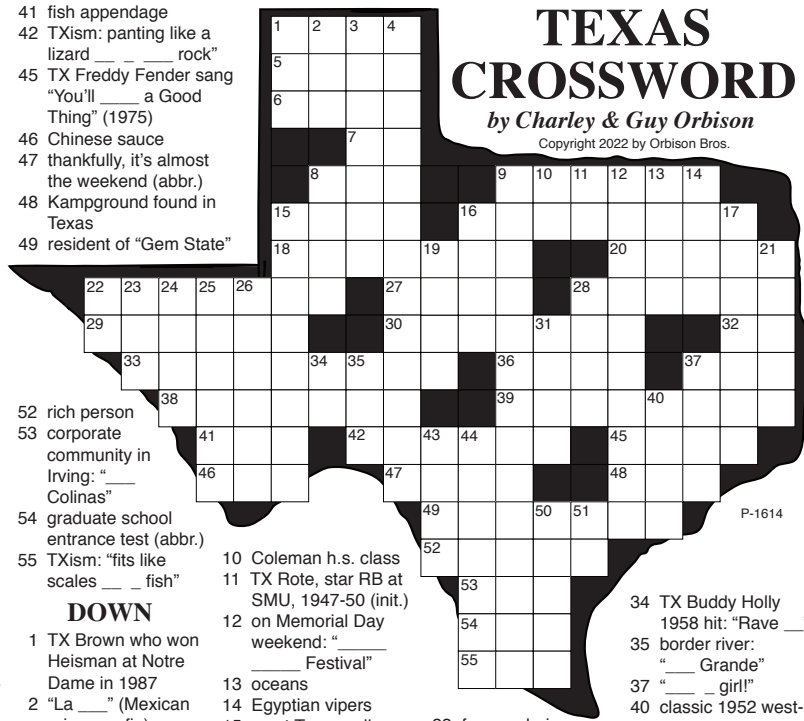 41 fish appendage
42 TXism: panting like a
lizard __ _ ___ rock”
45 TX Freddy Fender sang
“You’ll ____ a Good
Thing” (1975)
46 Chinese sauce
47 thankfully, it’s almost
the weekend (abbr.)
48 Kampground found in
Texas
49 resident of “Gem State”
TEXAS
CROSSWORD
by Charley & Guy Orbison
Copyright 2022 by Orbison Bros.
1 2 3 4
5
6
7
8 9 10 11 12 13 14
15 16 17
18 19 20 21
22 23 24 25 26 27 28
29 30 31 32
33 34 35 36 37
38 39 40
41 42 43 44 45
46 47 48
49 50 51
52
53
54
55
P-1614
52 rich person
53 corporate
community in
Irving: “___
Colinas”
54 graduate school
entrance test (abbr.)
55 TXism: “fits like
scales __ _ fish”
DOWN
1 TX Brown who won
Heisman at Notre
Dame in 1987
2 “La ___” (Mexican
10 Coleman h.s. class
11 TX Rote, star RB at
SMU, 1947-50 (init.)
12 on Memorial Day
weekend: “_____
_____ Festival”
13 oceans
14 Egyptian vipers
34 TX Buddy Holly
1958 hit: “Rave __”
35 border river:
“___ Grande”
37 “___ _ girl!”
40 classic 1952 west-